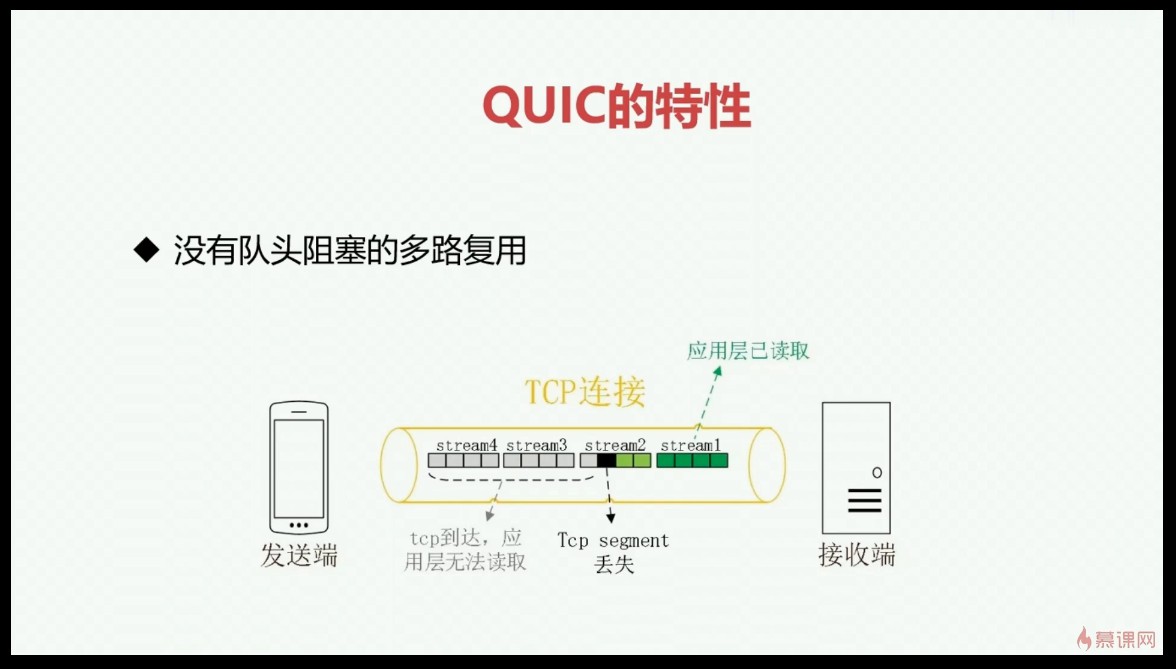 QUIC的特性
◆ 没有队头阻塞的多路复用
应用层已读取
TCP连接
stream4 stream3 stream2 stream1
tcp到达，应
用层无法读取
Tcp segment
丢失
发送端
接收端
慕课网